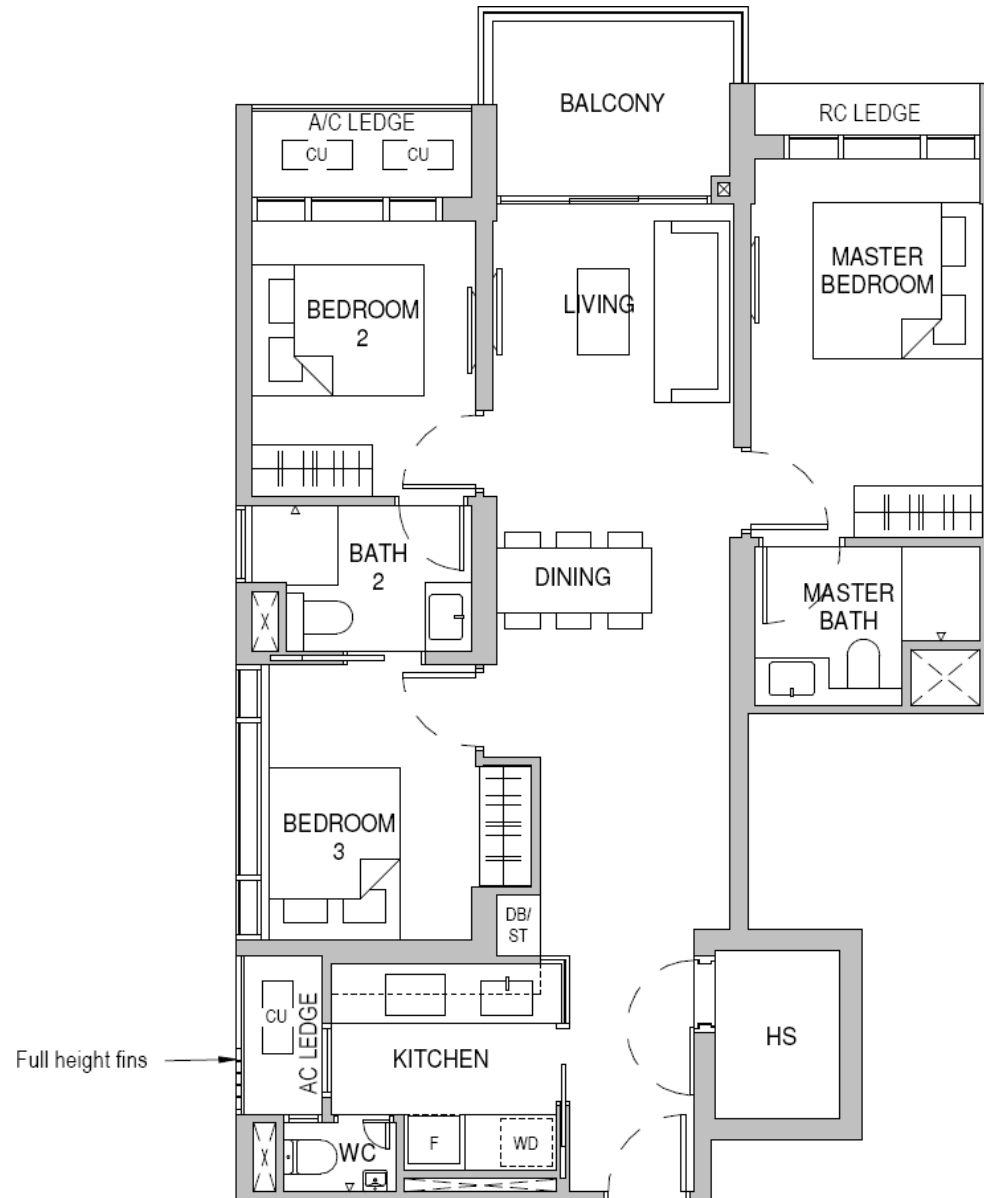 BALCONY
A/C LEDGE
CU
CU
RC LEDGE
MASTER
BEDROOM
BEDROOM
2
LIVING
BATH
2
DINING
MASTER
BATH
X
BEDROOM
3
DB/
ST
CU
AC LEDGE
Full height fins
KITCHEN
HS
X
WC
F
WD